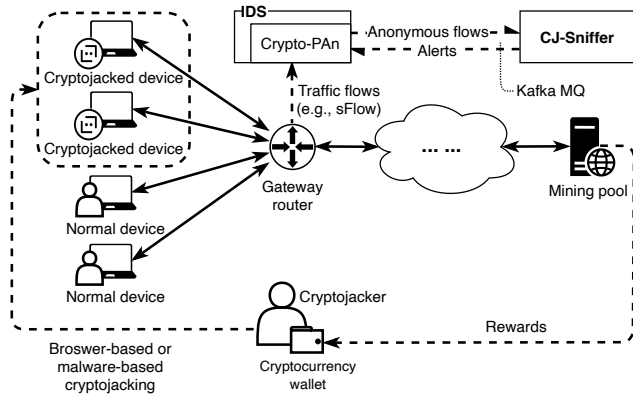 IDS
Crypto-PAn
Anonymous flows
Alerts
CJ-Sniffer
Kafka MQ
Traffic flows
(e.g., sFlow)
Cryptojacked device
Cryptojacked device
Normal device
Normal device
Gateway
router
... ...
Mining pool
Cryptojacker
Rewards
Cryptocurrency
wallet
Broswer-based or
malware-based
cryptojacking